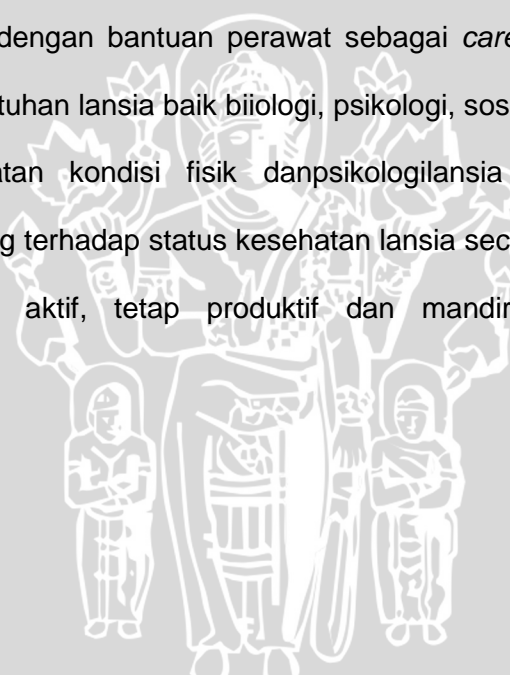 dengan bantuan perawat sebagai care
tuhan lansia baik biiologi, psikologi, sos
atan kondisi fisik danpsikologilansia
g terhadap status kesehatan lansia sec
aktif, tetap produktif dan mandir